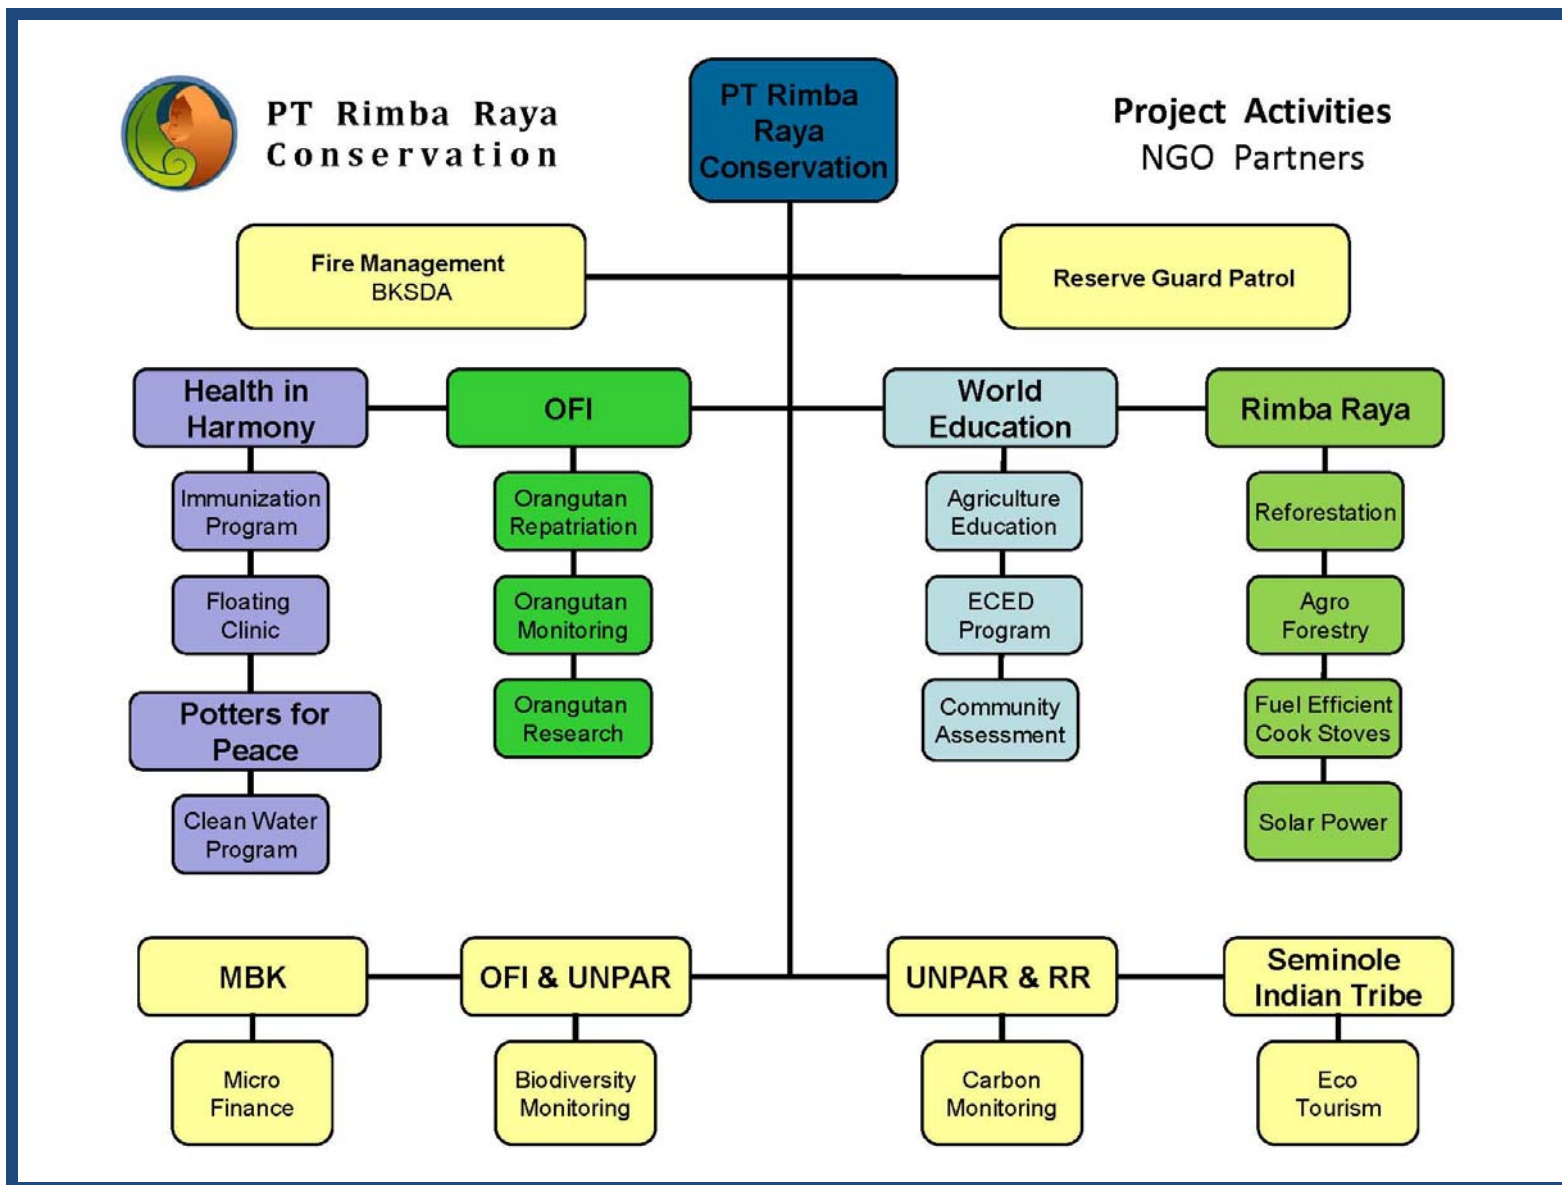 PT Rimba Raya
Conservation
PT Rimba
Raya
Conservation
Project Activities
NGO Partners
Fire Management
BKSDA
Reserve Guard Patrol
Health in
Harmony
Immunization
Program
Floating
Clinic
Potters for
Peace
Clean Water
Program
OFI
Orangutan
Repatriation
Orangutan
Monitoring
Orangutan
Research
World
Education
Agriculture
Education
ECED
Program
Community
Assessment
Rimba Raya
Reforestation
Agro
Forestry
Fuel Efficient
Cook Stoves
Solar Power
MBK
Micro
Finance
OFI & UNPAR
Biodiversity
Monitoring
UNPAR & RR
Carbon
Monitoring
Seminole
Indian Tribe
Eco
Tourism